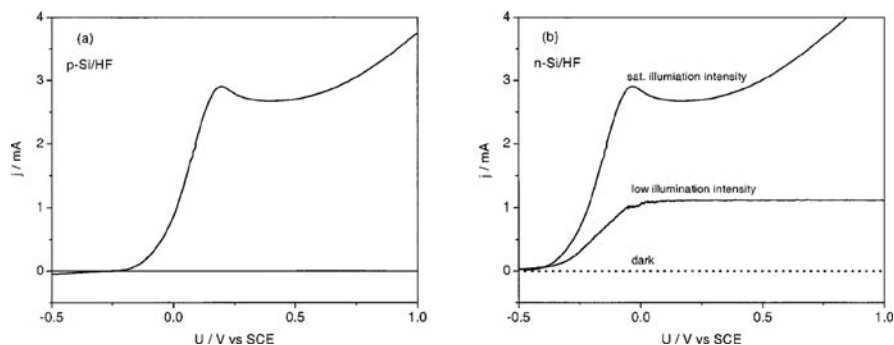 (a)
p-Si/HF
j / mA
4
3
2
1
0
-0.5
0.0
0.5
1.0
U / V vs SCE
(b)
n-Si/HF
sat. illumiation intensity
low illumination intensity
dark
j / mA
4
3
2
1
0
-0.5
0.0
0.5
1.0
U / V vs SCE